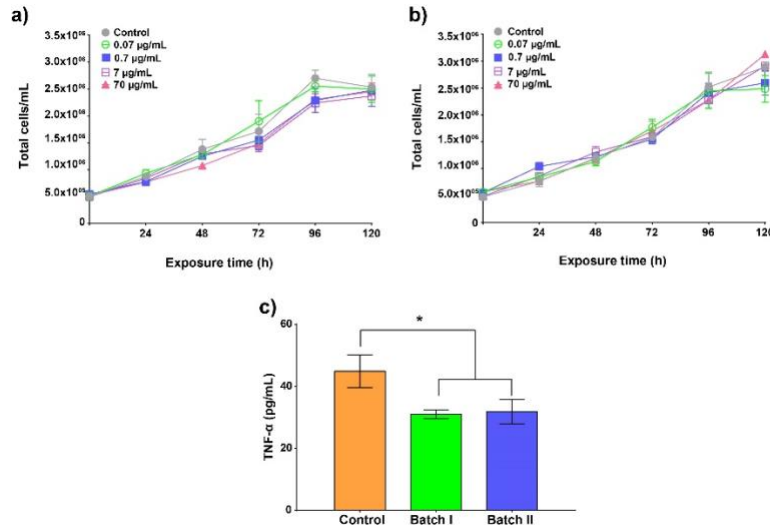 a)
Control
0.07 µg/mL
0.7 µg/mL
7 µg/mL
70 µg/mL
3.5x10⁰⁶
3.0x10⁰⁶
2.5x10⁰⁶
2.0x10⁰⁶
1.5x10⁰⁶
1.0x10⁰⁶
5.0x10⁰⁵
0
Total cells/mL
24 48 72 96 120
Exposure time (h)
b)
Control
0.07 µg/mL
0.7 µg/mL
7 µg/mL
70 µg/mL
3.5x10⁰⁶
3.0x10⁰⁶
2.5x10⁰⁶
2.0x10⁰⁶
1.5x10⁰⁶
1.0x10⁰⁶
5.0x10⁰⁵
0
Total cells/mL
24 48 72 96 120
Exposure time (h)
c)
60
40
20
0
TNF-α (pg/mL)
*
Control Batch I Batch II